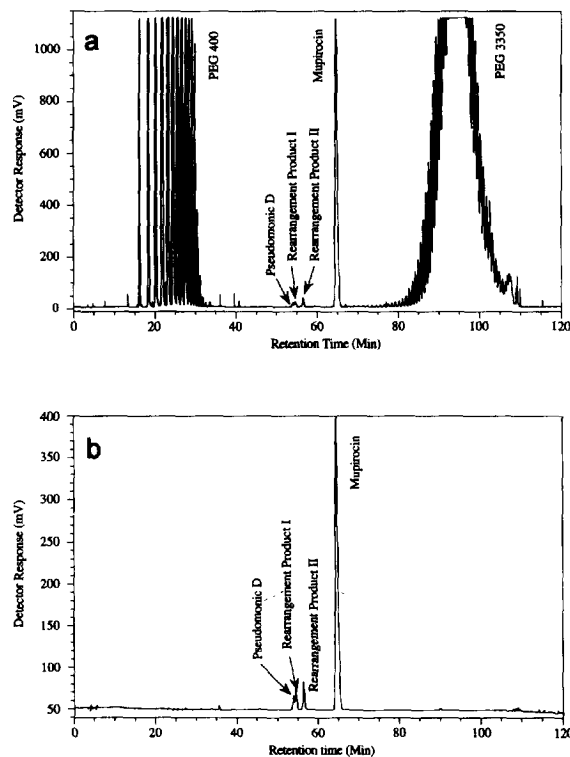 a
PEG 400
Pseudomonic D
Rearrangement Product I
Rearrangement Product II
Mupirocin
PEG 3350
Detector Response (mV)
1000
800
600
400
200
0
0
20
40
60
80
100
120
Retention Time (Min)
b
Pseudomonic D
Rearrangement Product I
Rearrangement Product II
Mupirocin
Detector Response (mV)
400
350
300
250
200
150
100
50
0
20
40
60
80
100
120
Retention time (Min)